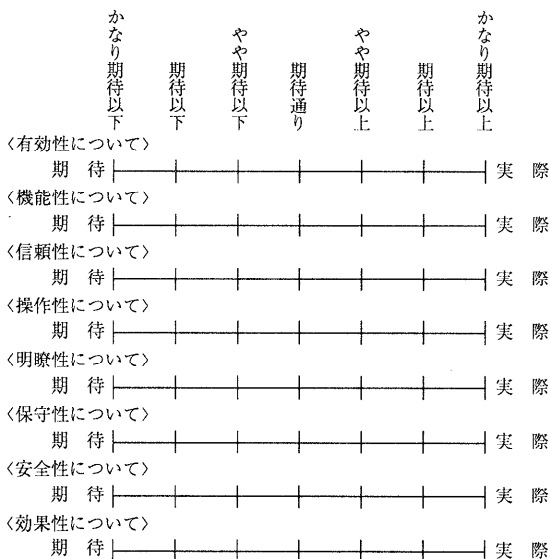 かなり期待以下
期待以下
やや期待以下
期待通り
やや期待以上
期待以上
かなり期待以上
〈有効性について〉
期 待 実 際
〈機能性について〉
期 待 実 際
〈信頼性について〉
期 待 実 際
〈操作性について〉
期 待 実 際
〈明瞭性について〉
期 待 実 際
〈保守性について〉
期 待 実 際
〈安全性について〉
期 待 実 際
〈効果性について〉
期 待 実 際